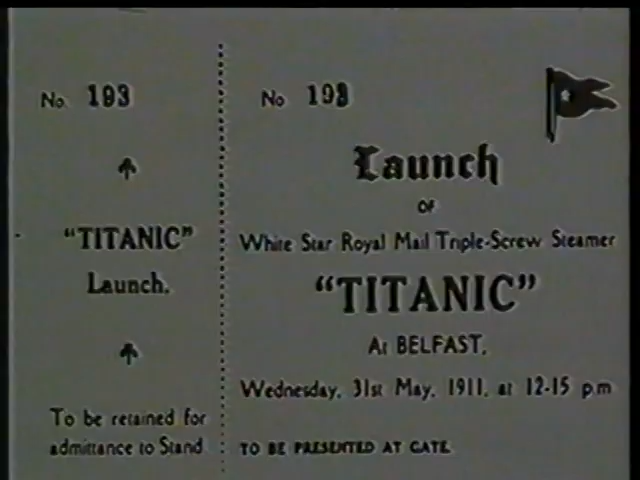 No. 193
"TITANIC"
Launch.
To be retained for
admittance to Stand
No 193
Launch
OF
White Star Royal Mail Triple-Screw Steamer
"TITANIC"
At BELFAST,
Wednesday, 31st May, 1911, at 12-15 p m
TO BE PRESENTED AT GATE